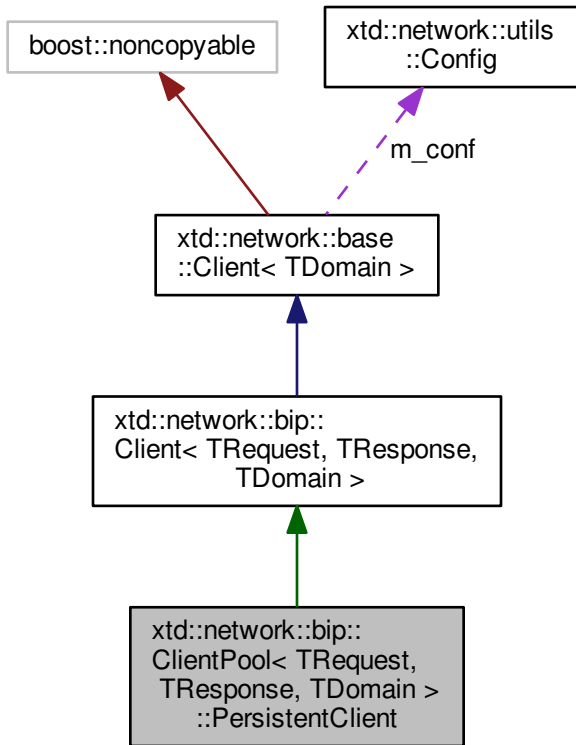 boost::noncopyable
xtd::network::utils
::Config
m_conf
xtd::network::base
::Client< TDomain >
xtd::network::bip::
Client< TRequest, TResponse,
TDomain >
xtd::network::bip::
ClientPool< TRequest,
TResponse, TDomain >
::PersistentClient